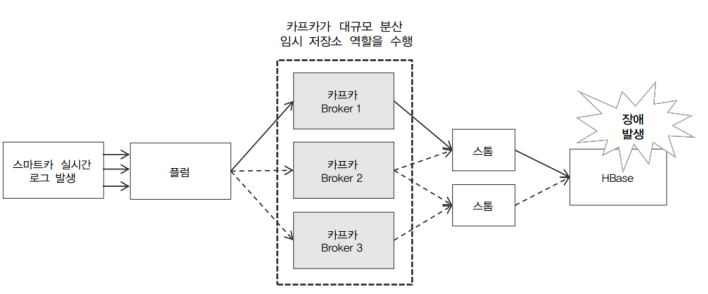 카프카가 대규모 분산
임시 저장소 역할을 수행
스마트카 실시간
로그 발생
플럼
카프카
Broker 1
카프카
Broker 2
카프카
Broker 3
스톰
스톰
장애
발생
HBase